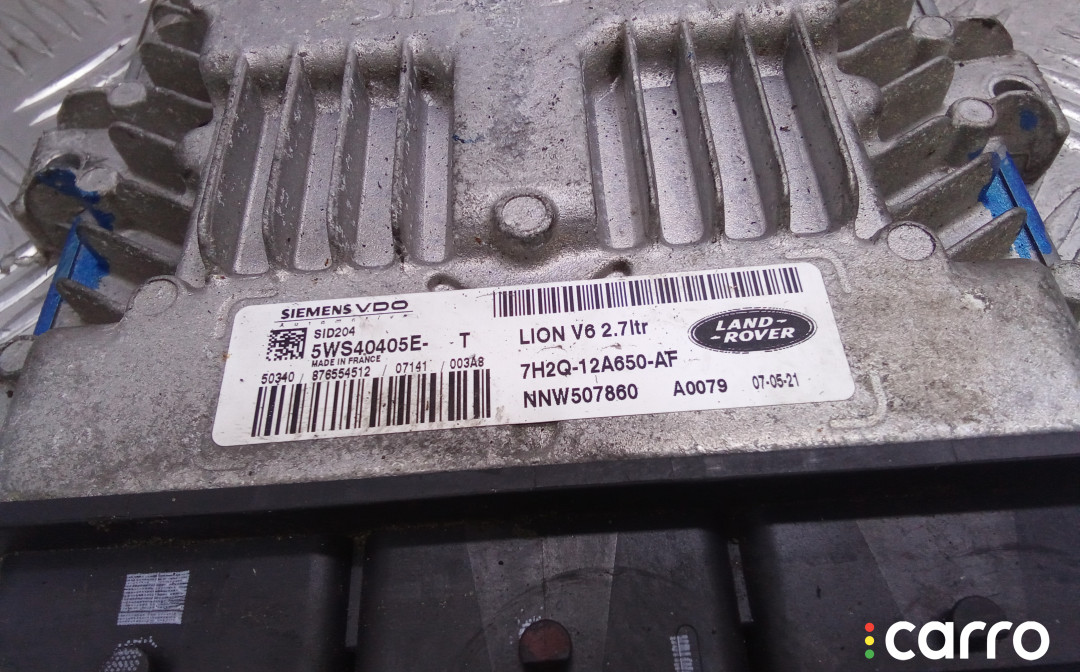 SIEMENS VDO
Automotive
SID204
5WS40405E- T
MADE IN FRANCE
50340 / 876554512 / 07141 / 003A8
LION V6 2.7ltr
LAND-
-ROVER
7H2Q-12A650-AF
NNW507860 A0079 07-05-21
carro